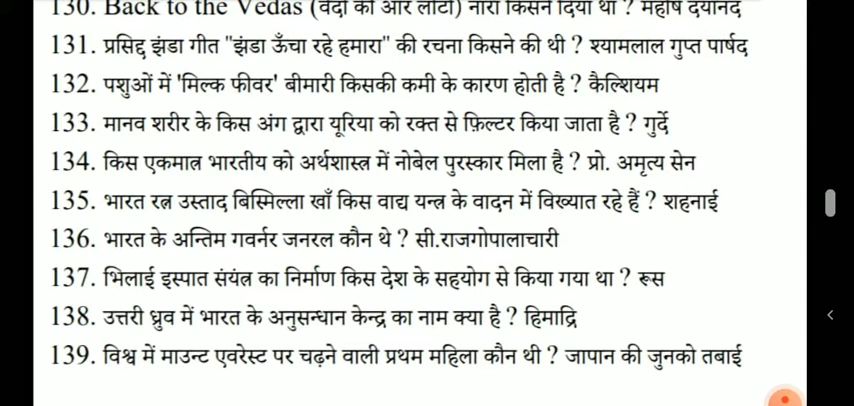 130. Back to the Vedas (वेदों की ओर लौटो) नारा किसने दिया था ? महर्षि दयानंद
131. प्रसिद्द झंडा गीत "झंडा ऊँचा रहे हमारा" की रचना किसने की थी ? श्यामलाल गुप्त पार्षद
132. पशुओं में 'मिल्क फीवर' बीमारी किसकी कमी के कारण होती है ? कैल्शियम
133. मानव शरीर के किस अंग द्वारा यूरिया को रक्त से फ़िल्टर किया जाता है ? गुर्दे
134. किस एकमात्र भारतीय को अर्थशास्त्र में नोबेल पुरस्कार मिला है ? प्रो. अमृत्य सेन
135. भारत रत्न उस्ताद बिस्मिल्ला खाँ किस वाद्य यन्त्र के वादन में विख्यात रहे हैं ? शहनाई
136. भारत के अन्तिम गवर्नर जनरल कौन थे ? सी.राजगोपालाचारी
137. भिलाई इस्पात संयंत्र का निर्माण किस देश के सहयोग से किया गया था ? रूस
138. उत्तरी ध्रुव में भारत के अनुसन्धान केन्द्र का नाम क्या है ? हिमाद्रि
139. विश्व में माउन्ट एवरेस्ट पर चढ़ने वाली प्रथम महिला कौन थी ? जापान की जुनको तबाई